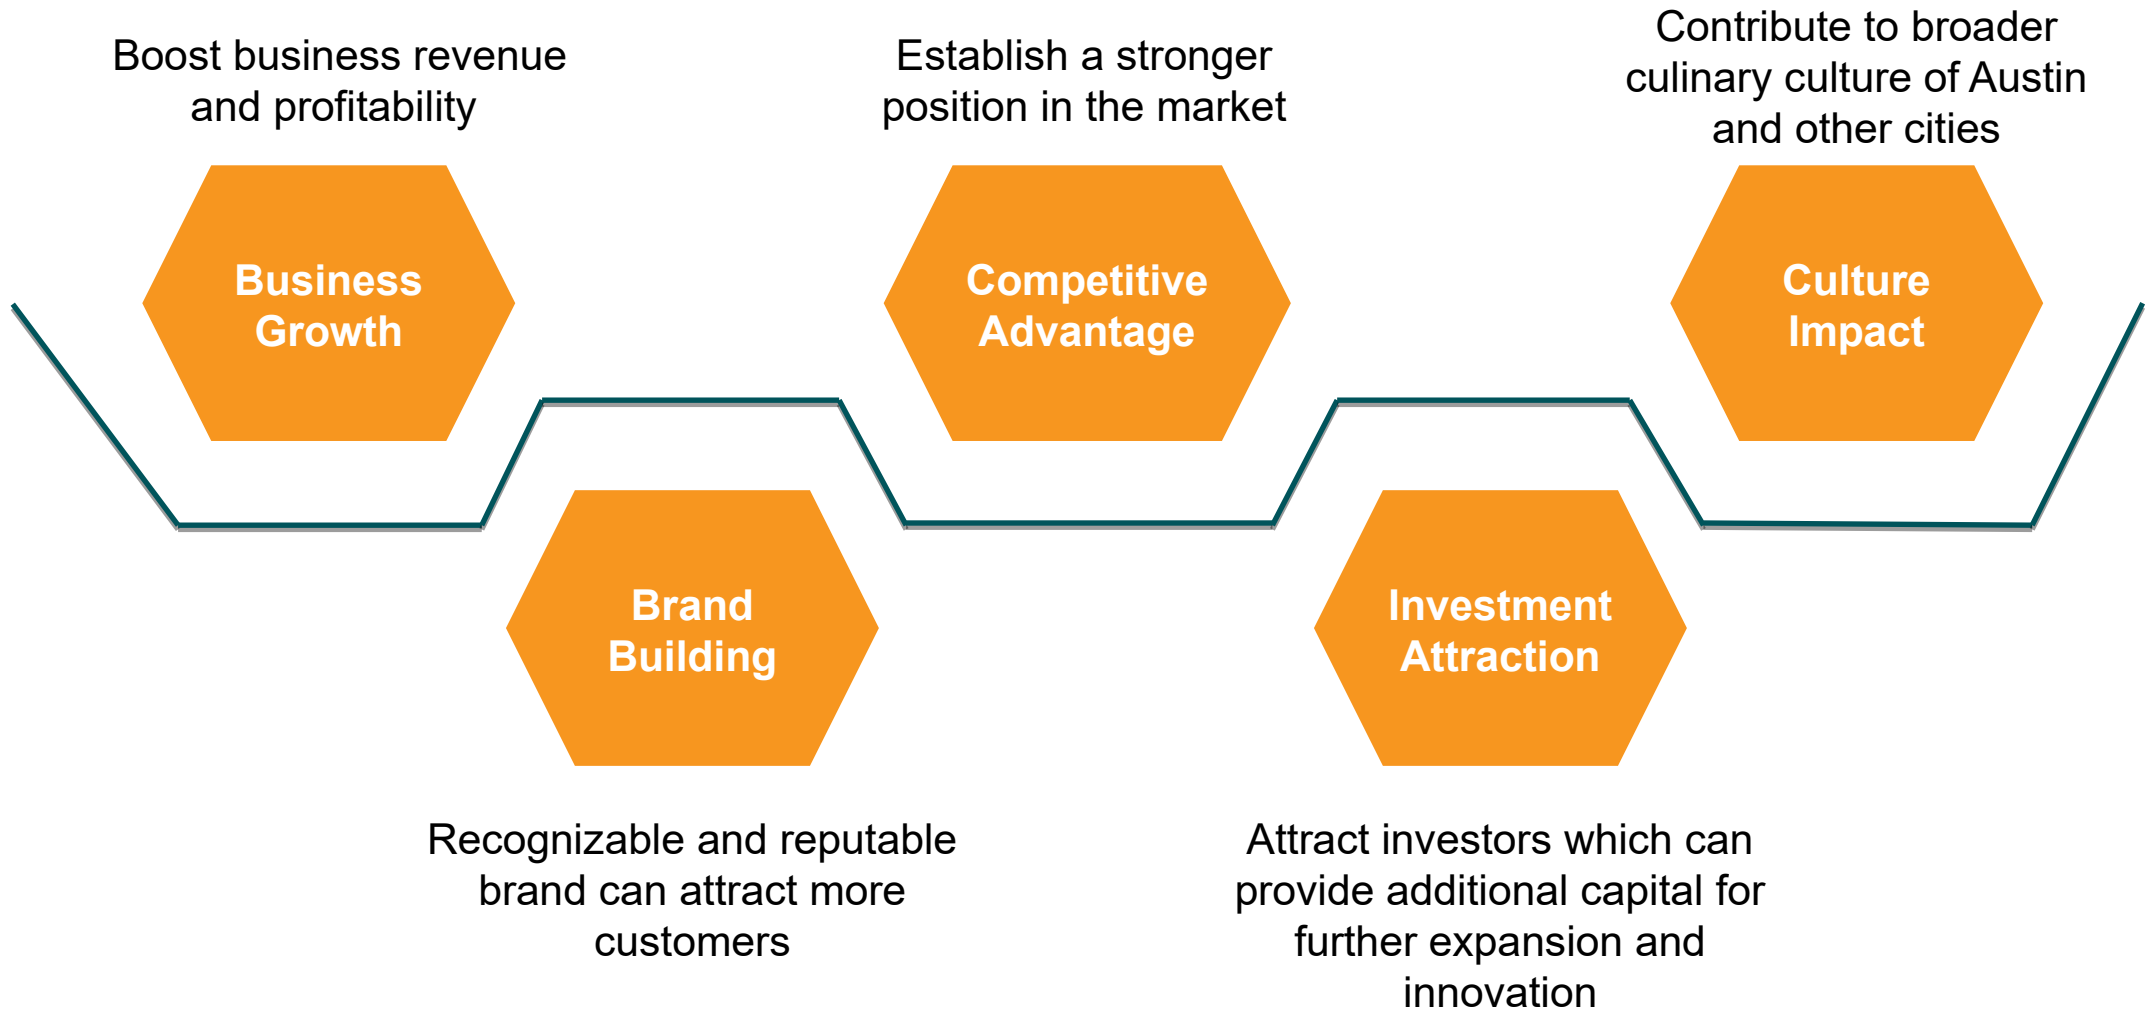 Boost business revenue
and profitability
Business
Growth
Recognizable and reputable
brand can attract more
customers
Brand
Building
Establish a stronger
position in the market
Competitive
Advantage
Attract investors which can
provide additional capital for
further expansion and
innovation
Investment
Attraction
Contribute to broader
culinary culture of Austin
and other cities
Culture
Impact